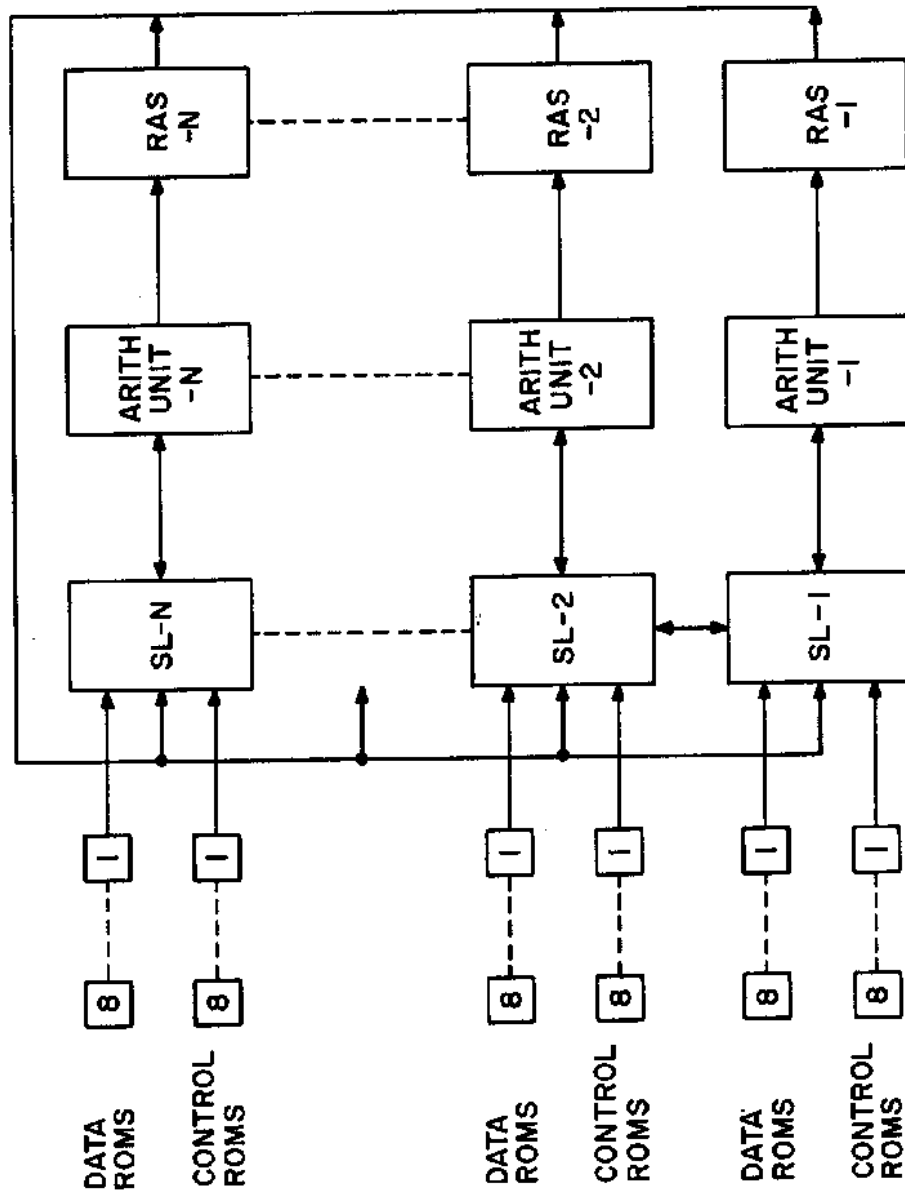 DATA
ROMS
8
1
CONTROL
ROMS
8
1
SL-N
ARITH
UNIT
-N
RAS
-N
DATA
ROMS
8
1
CONTROL
ROMS
8
1
SL-2
ARITH
UNIT
-2
RAS
-2
DATA
ROMS
8
1
CONTROL
ROMS
8
1
SL-1
ARITH
UNIT
-1
RAS
-1